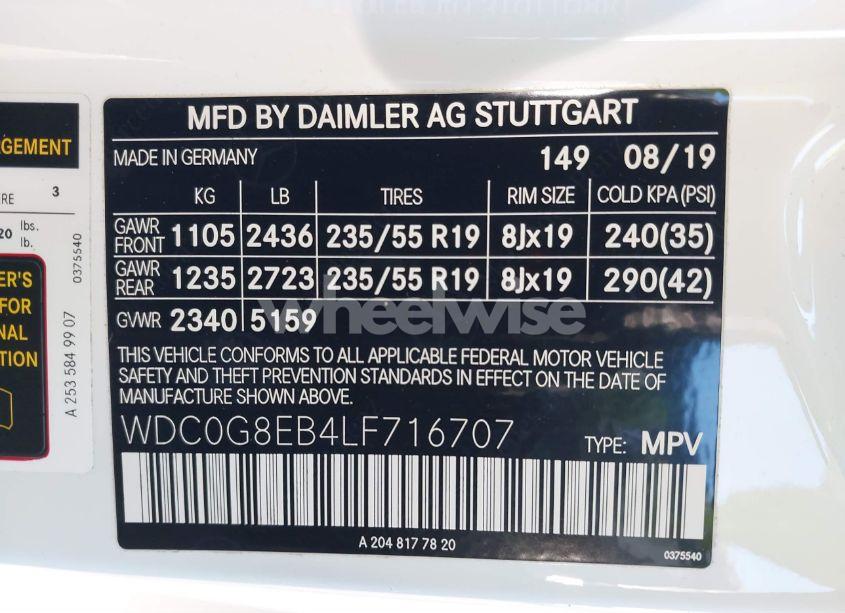 AGEMENT
ERE 3
20 lbs.
lb.
ER'S
FOR
NAL
TION
A 253 584 99 07
0375540
MFD BY DAIMLER AG STUTTGART
MADE IN GERMANY 149 08/19
KG LB TIRES RIM SIZE COLD KPA (PSI)
GAWR FRONT 1105 2436 235/55 R19 8Jx19 240(35)
GAWR REAR 1235 2723 235/55 R19 8Jx19 290(42)
GVWR 2340 5159
wheelwise
THIS VEHICLE CONFORMS TO ALL APPLICABLE FEDERAL MOTOR VEHICLE
SAFETY AND THEFT PREVENTION STANDARDS IN EFFECT ON THE DATE OF
MANUFACTURE SHOWN ABOVE.
WDC0G8EB4LF716707 TYPE: MPV
A 204 817 78 20
0375540